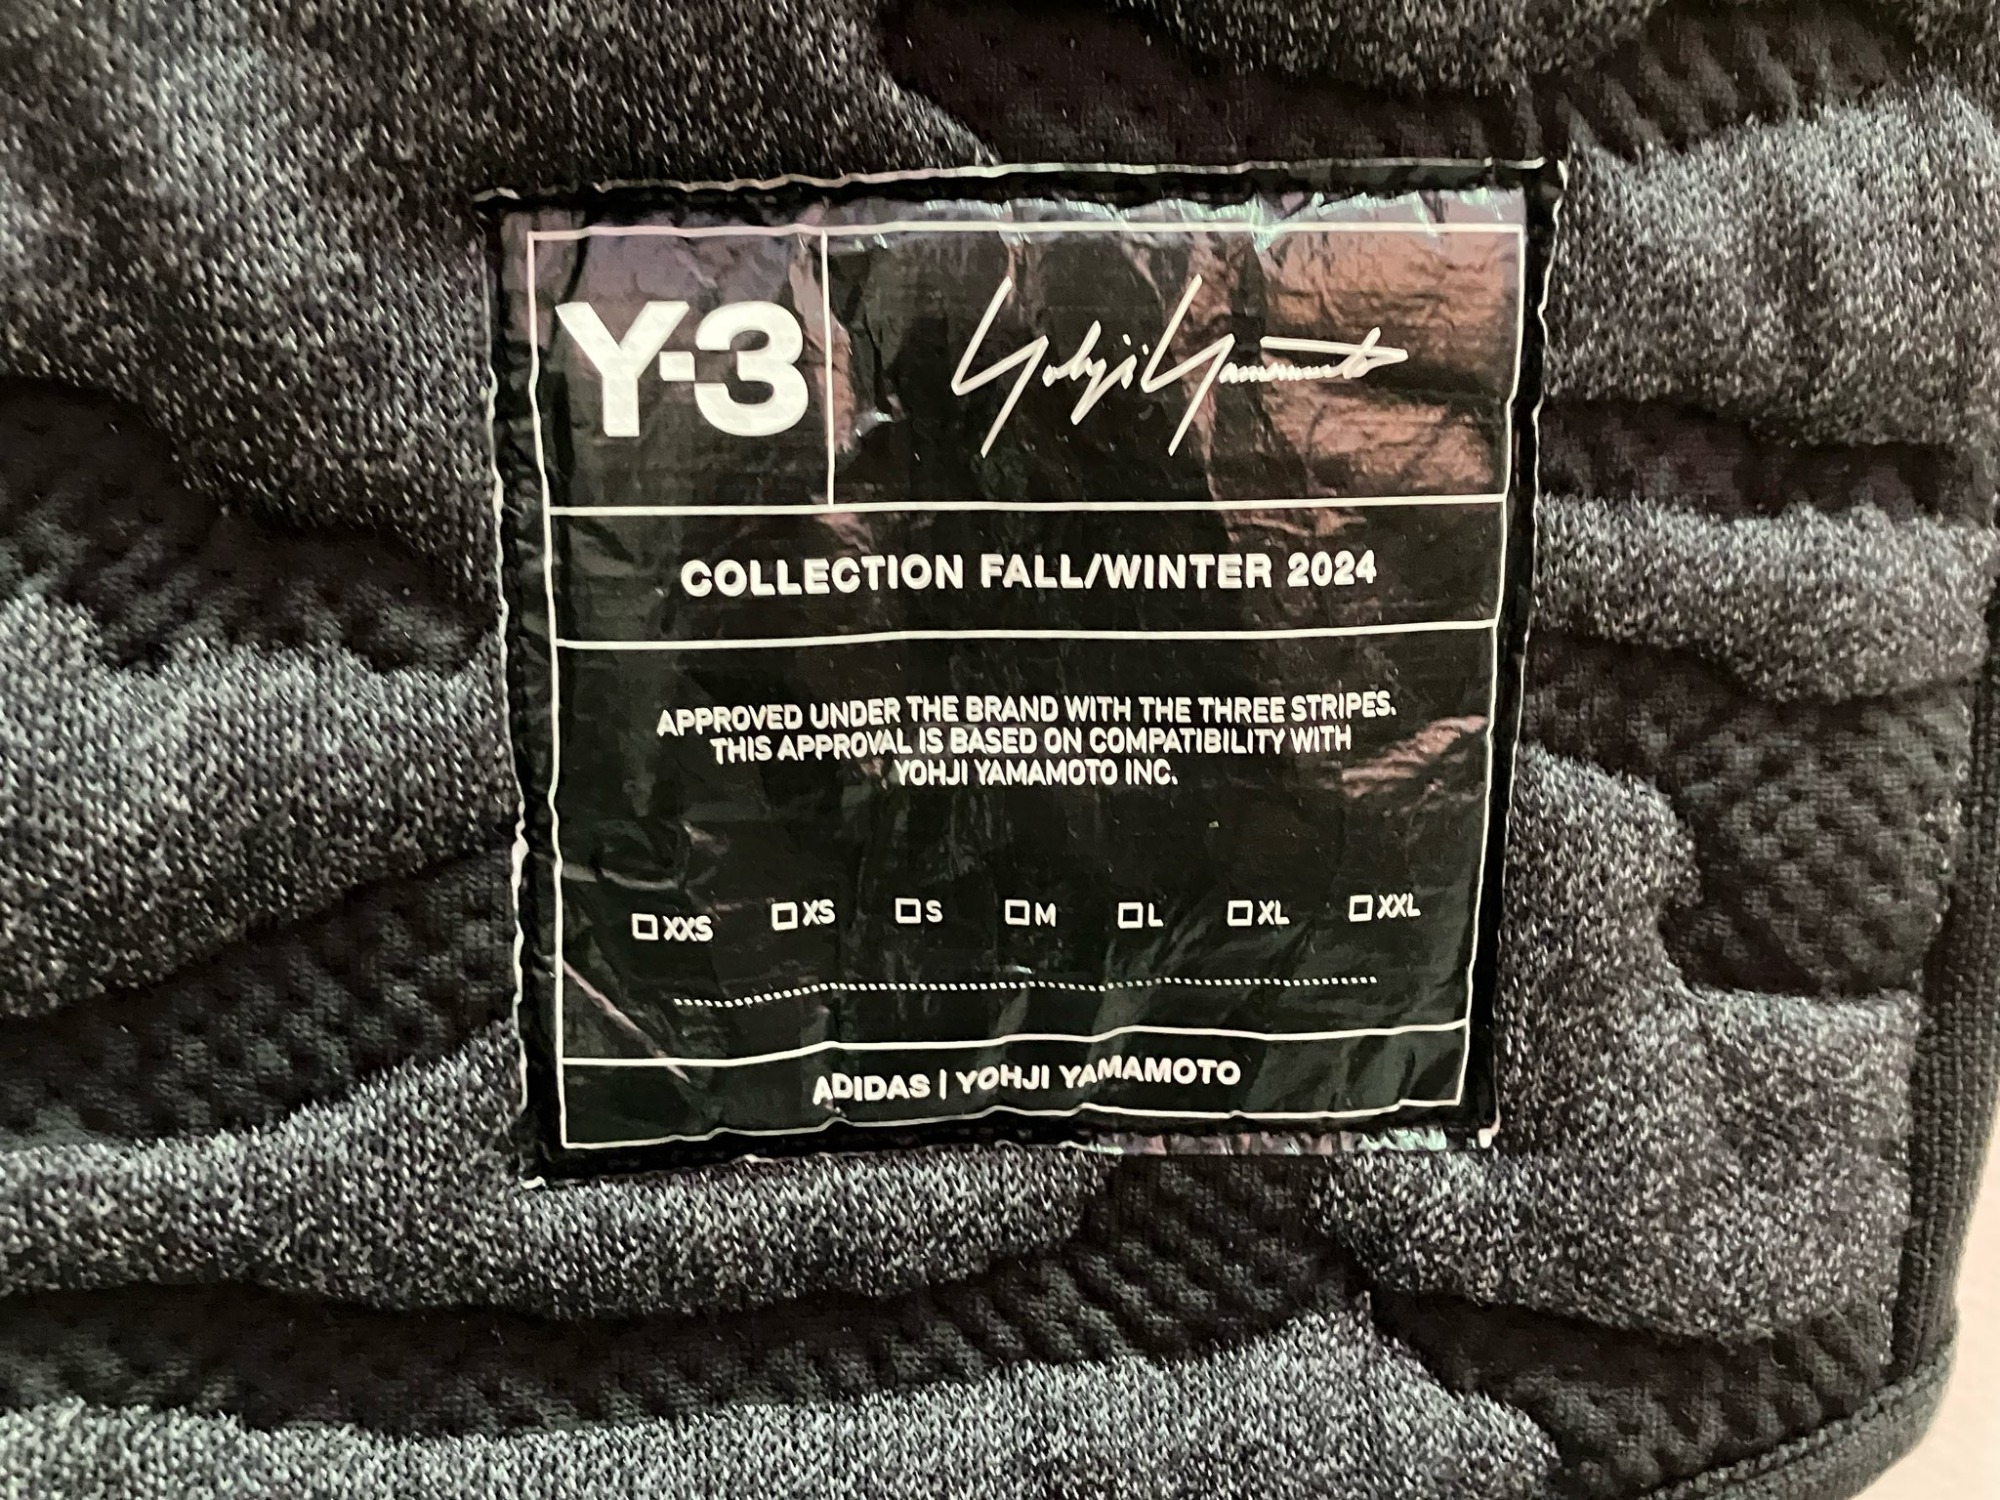 Y-3
Yohji Yamamoto
COLLECTION FALL/WINTER 2024
APPROVED UNDER THE BRAND WITH THE THREE STRIPES.
THIS APPROVAL IS BASED ON COMPATIBILITY WITH
YOHJI YAMAMOTO INC.
XXS XS S M L XL XXL
ADIDAS | YOHJI YAMAMOTO